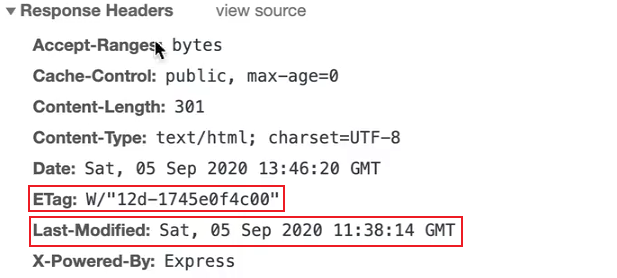 Response Headers view source
Accept-Ranges: bytes
Cache-Control: public, max-age=0
Content-Length: 301
Content-Type: text/html; charset=UTF-8
Date: Sat, 05 Sep 2020 13:46:20 GMT
ETag: W/"12d-1745e0f4c00"
Last-Modified: Sat, 05 Sep 2020 11:38:14 GMT
X-Powered-By: Express